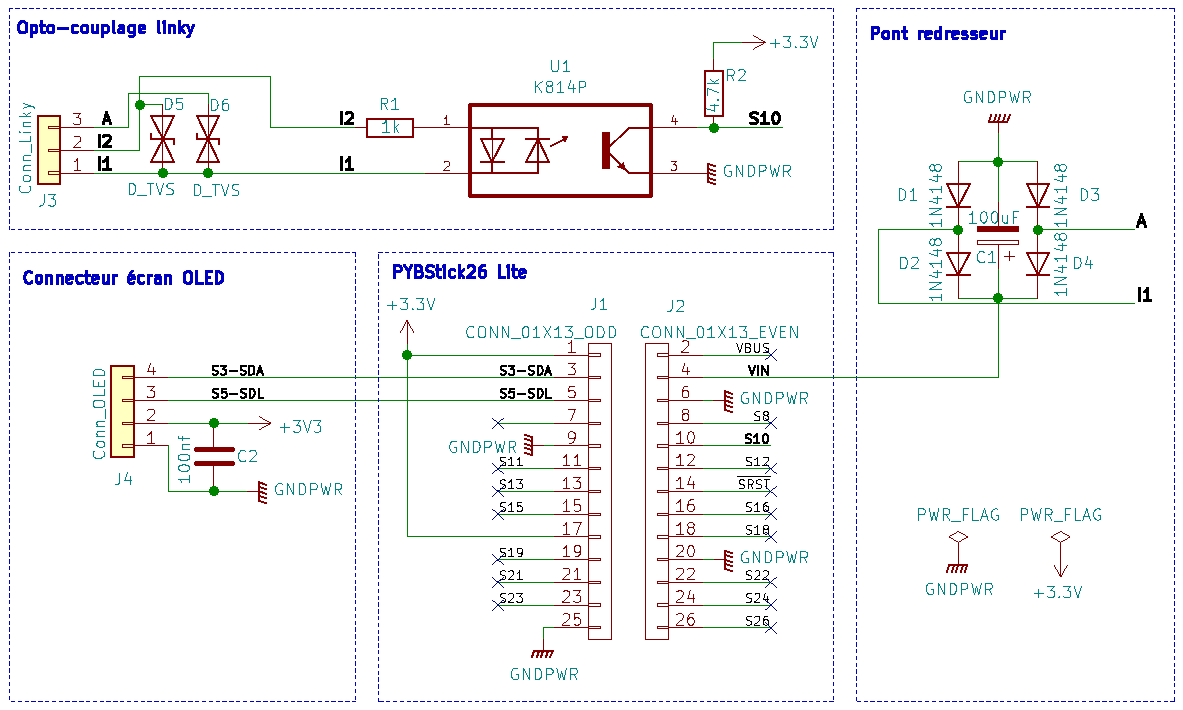 Opto-couplage linky
+3.3V
U1
K814P
R2
4.7k
D5
D6
R1
1k
Conn_Linky
3
A
2
I2
1
I1
I2
I1
1
2
4
3
S10
GNDPWR
D_TVS
D_TVS
J3
Pont redresseur
GNDPWR
D1
1N4148
1N4148
D3
100uF
A
D2
1N4148
C1
+
1N4148
D4
I1
PWR_FLAG
PWR_FLAG
GNDPWR
+3.3V
Connecteur écran OLED
Conn_OLED
4
S3-SDA
3
S5-SDL
2
+3V3
1
100nf
C2
J4
GNDPWR
PYBStick26 Lite
+3.3V
J1
J2
CONN_01X13_ODD
CONN_01X13_EVEN
1
2
VBUS
S3-SDA
3
4
VIN
S5-SDL
5
6
GNDPWR
7
8
S8
GNDPWR
9
10
S10
S11
11
12
S12
S13
13
14
SRST
S15
15
16
S16
17
18
S18
S19
19
20
GNDPWR
S21
21
22
S22
S23
23
24
S24
25
26
S26
GNDPWR